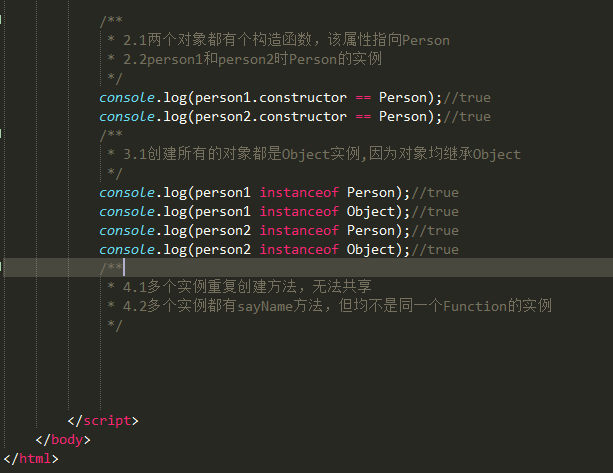 /**
* 2.1两个对象都有个构造函数，该属性指向Person
* 2.2person1和person2时Person的实例
*/
console.log(person1.constructor == Person);//true
console.log(person2.constructor == Person);//true
/**
* 3.1创建所有的对象都是Object实例,因为对象均继承Object
*/
console.log(person1 instanceof Person);//true
console.log(person1 instanceof Object);//true
console.log(person2 instanceof Person);//true
console.log(person2 instanceof Object);//true
/**
* 4.1多个实例重复创建方法，无法共享
* 4.2多个实例都有sayName方法，但均不是同一个Function的实例
*/
</script>
</body>
</html>